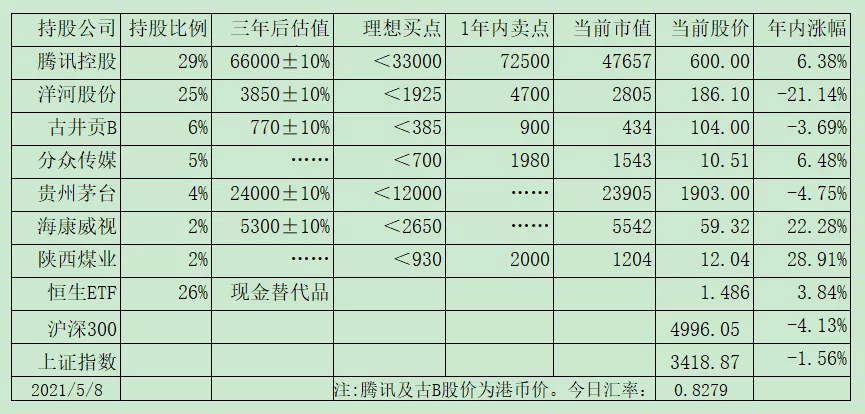 持股公司 持股比例 三年后估值 理想买点 1年内卖点 当前市值 当前股价 年内涨幅
腾讯控股 29% 66000±10% <33000 72500 47657 600.00 6.38%
洋河股份 25% 3850±10% <1925 4700 2805 186.10 -21.14%
古井贡B 6% 770±10% <385 900 434 104.00 -3.69%
分众传媒 5% …… <700 1980 1543 10.51 6.48%
贵州茅台 4% 24000±10% <12000 …… 23905 1903.00 -4.75%
海康威视 2% 5300±10% <2650 …… 5542 59.32 22.28%
陕西煤业 2% …… <930 2000 1204 12.04 28.91%
恒生ETF 26% 现金替代品 1.486 3.84%
沪深300 4996.05 -4.13%
上证指数 3418.87 -1.56%
2021/5/8 注:腾讯及古B股价为港币价。今日汇率: 0.8279